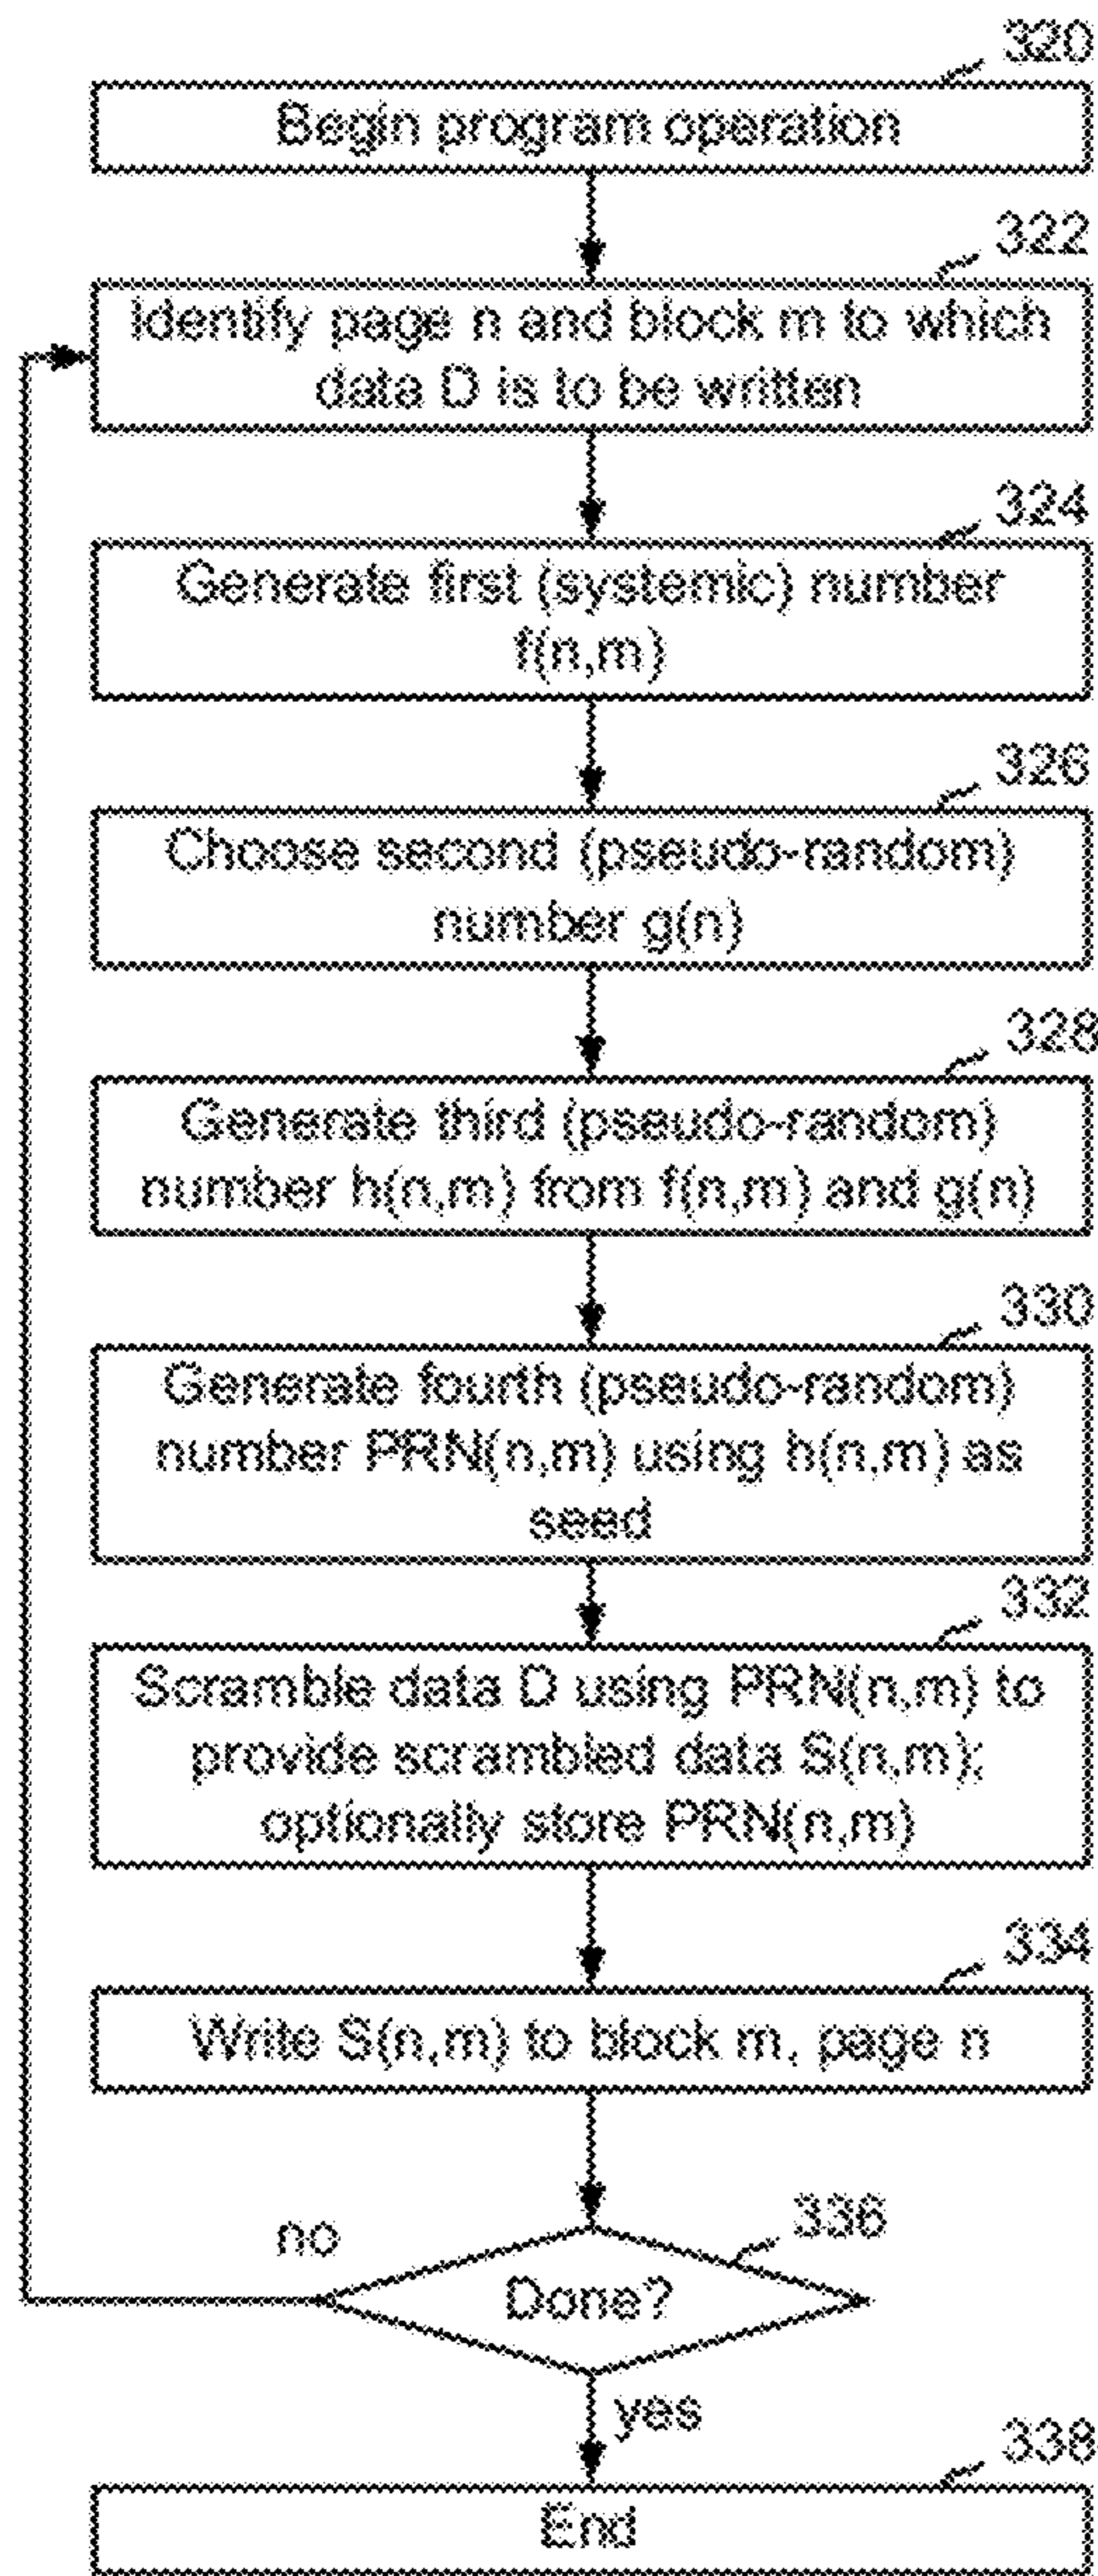 320
Begin program operation
322
Identify page n and block m to which
data D is to be written
324
Generate first (systemic) number
f(n,m)
326
Choose second (pseudo-random)
number g(n)
328
Generate third (pseudo-random)
number h(n,m) from f(n,m) and g(n)
330
Generate fourth (pseudo-random)
number PRN(n,m) using h(n,m) as
seed
332
Scramble data D using PRN(n,m) to
provide scrambled data S(n,m);
optionally store PRN(n,m)
334
Write S(n,m) to block m, page n
336
no
Done?
yes
338
End